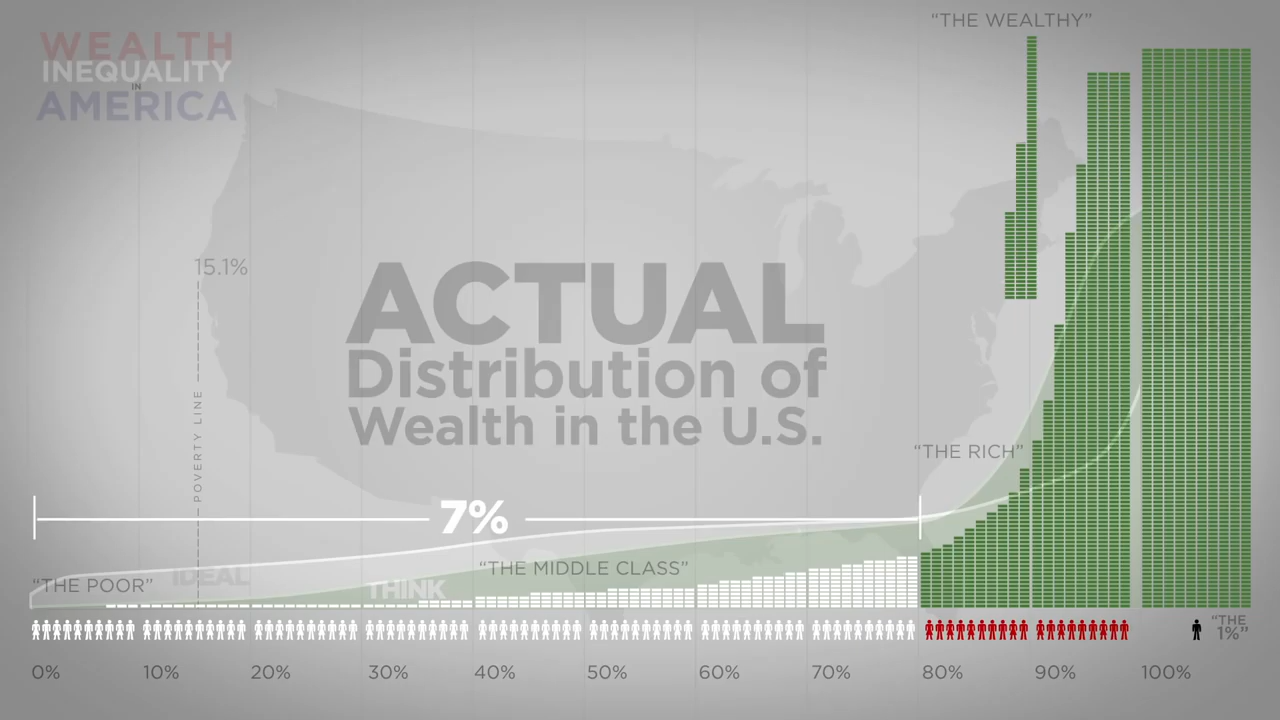 “THE WEALTHY”
WEALTH
INEQUALITY
IN
AMERICA
15.1%
POVERTY LINE
ACTUAL
Distribution of
Wealth in the U.S.
“THE RICH”
7%
“THE MIDDLE CLASS”
“THE POOR”
IDEAL
THINK
“THE
1%”
0% 10% 20% 30% 40% 50% 60% 70% 80% 90% 100%